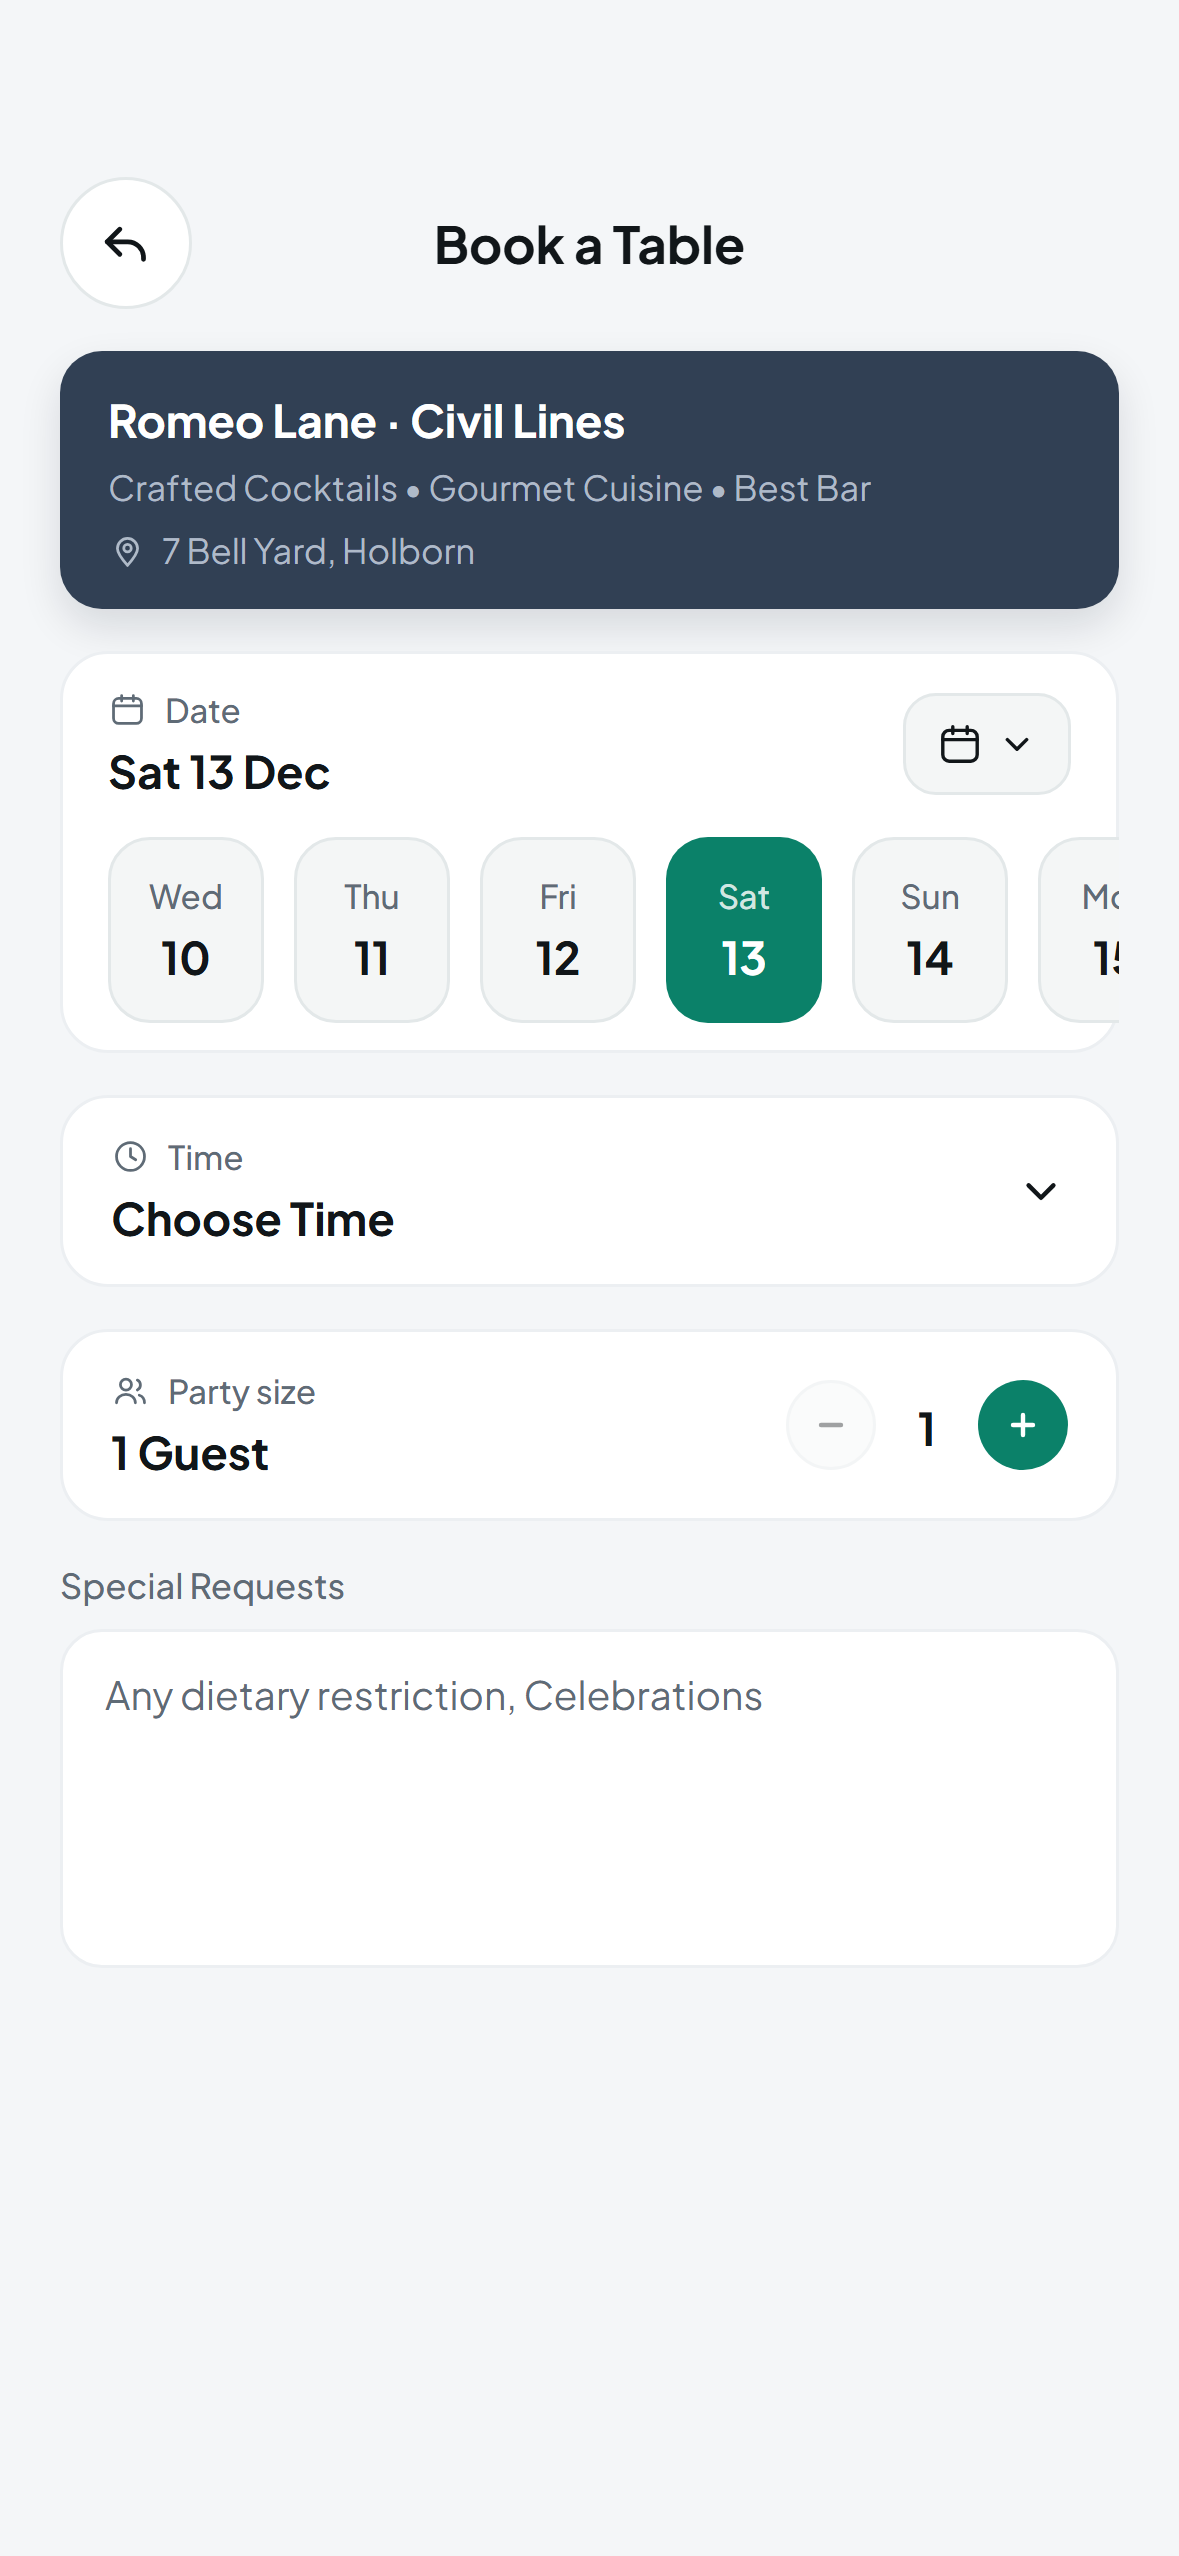 Book a Table
Romeo Lane · Civil Lines
Crafted Cocktails • Gourmet Cuisine • Best Bar
7 Bell Yard, Holborn
Date
Sat 13 Dec
Wed Thu Fri Sat Sun
10 11 12 13 14
Time
Choose Time
Party size
1 Guest
1
Special Requests
Any dietary restriction, Celebrations